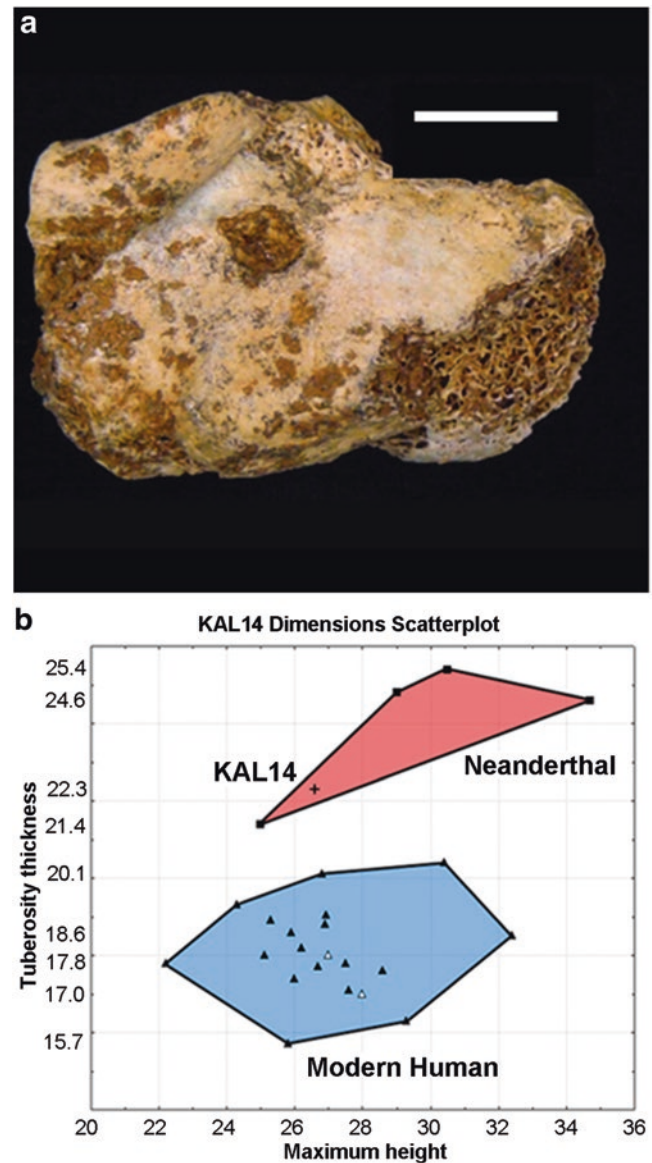 a
b
KAL14 Dimensions Scatterplot
25.4
24.6
KAL14
Neanderthal
22.3
21.4
20.1
18.6
17.8
17.0
15.7
Tuberosity thickness
Modern Human
20 22 24 26 28 30 32 34 36
Maximum height